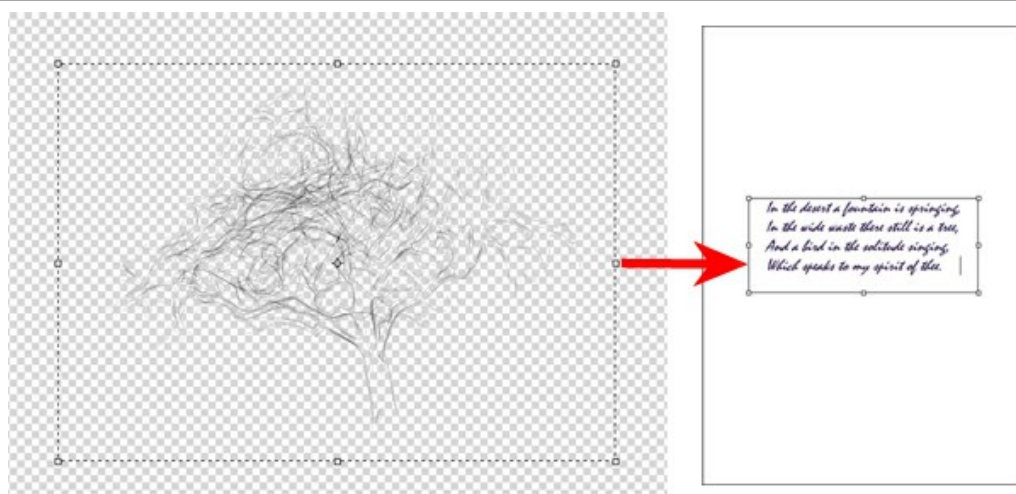 In the desert a fountain is springing,
In the wide waste there still is a tree,
And a bird in the solitude singing,
Which speaks to my spirit of thee.